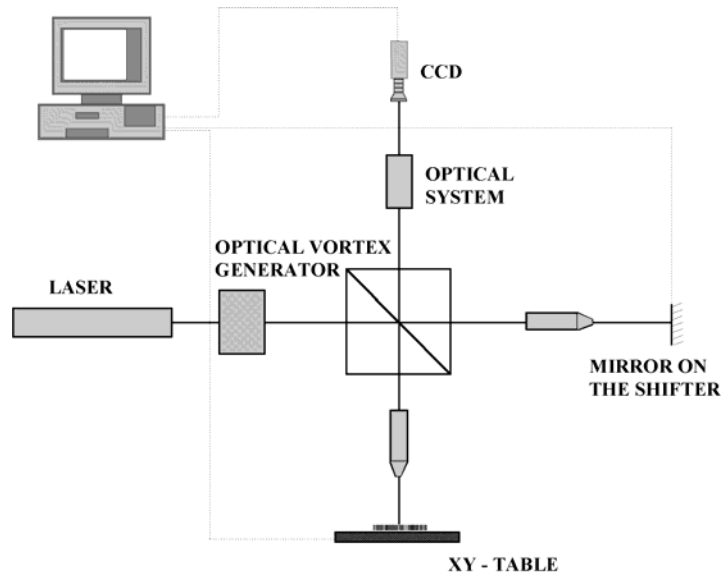 CCD
OPTICAL
SYSTEM
OPTICAL VORTEX
GENERATOR
LASER
MIRROR ON
THE SHIFTER
XY - TABLE